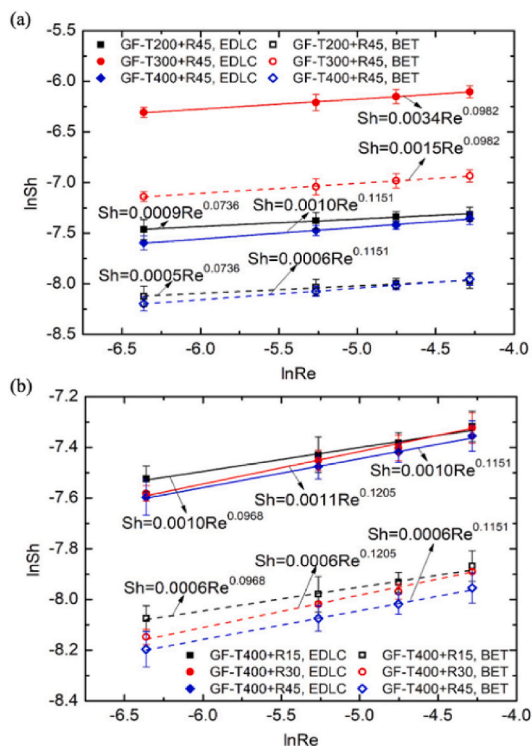 (a)
-5.5
-6.0
-6.5
-7.0
-7.5
-8.0
-8.5
lnSh
GF-T200+R45, EDLC GF-T200+R45, BET
GF-T300+R45, EDLC GF-T300+R45, BET
GF-T400+R45, EDLC GF-T400+R45, BET
Sh=0.0034Re^0.0982
Sh=0.0015Re^0.0982
Sh=0.0009Re^0.0736
Sh=0.0010Re^0.1151
Sh=0.0005Re^0.0736
Sh=0.0006Re^0.1151
-6.5 -6.0 -5.5 -5.0 -4.5 -4.0
lnRe
(b)
-7.2
-7.4
-7.6
-7.8
-8.0
-8.2
-8.4
lnSh
Sh=0.0010Re^0.1151
Sh=0.0011Re^0.1205
Sh=0.0010Re^0.0968
Sh=0.0006Re^0.1151
Sh=0.0006Re^0.1205
Sh=0.0006Re^0.0968
GF-T400+R15, EDLC GF-T400+R15, BET
GF-T400+R30, EDLC GF-T400+R30, BET
GF-T400+R45, EDLC GF-T400+R45, BET
-6.5 -6.0 -5.5 -5.0 -4.5 -4.0
lnRe